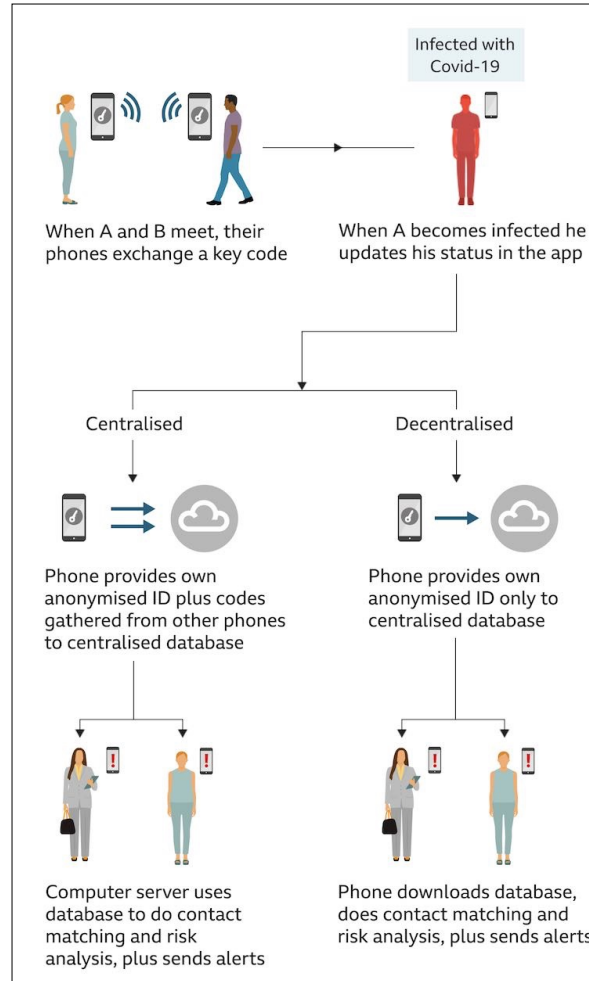 Infected with
Covid-19
When A and B meet, their
phones exchange a key code
When A becomes infected he
updates his status in the app
Centralised
Decentralised
Phone provides own
anonymised ID plus codes
gathered from other phones
to centralised database
Phone provides own
anonymised ID only to
centralised database
!
!
!
!
Computer server uses
database to do contact
matching and risk
analysis, plus sends alerts
Phone downloads database,
does contact matching and
risk analysis, plus sends alerts